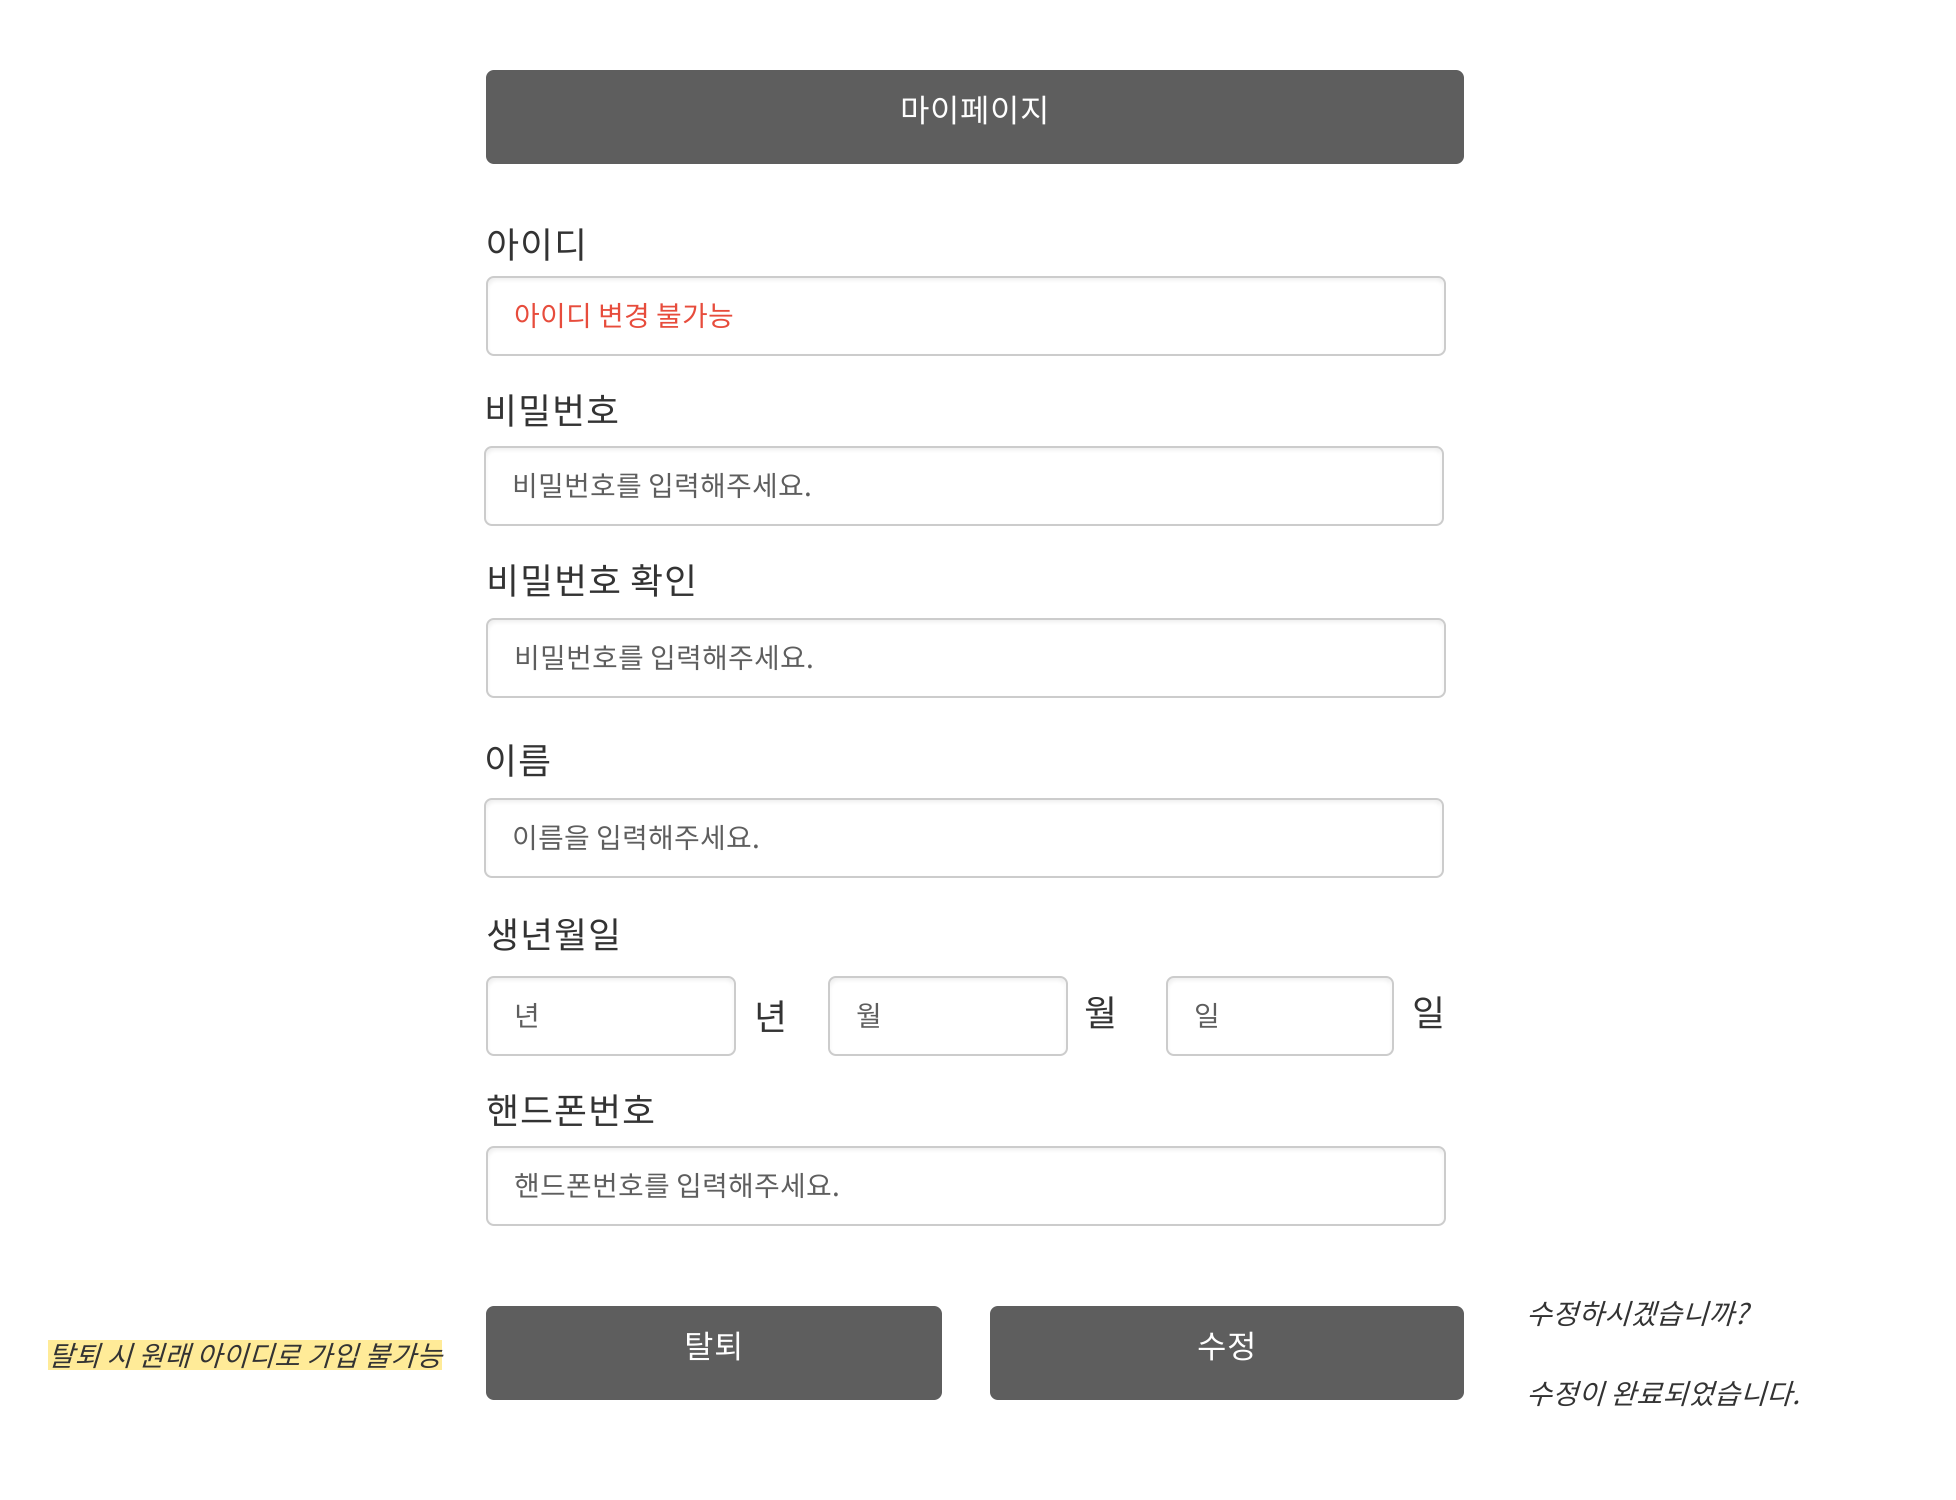 마이페이지
아이디
아이디 변경 불가능
비밀번호
비밀번호를 입력해주세요.
비밀번호 확인
비밀번호를 입력해주세요.
이름
이름을 입력해주세요.
생년월일
년 년 월 월 일 일
핸드폰번호
핸드폰번호를 입력해주세요.
탈퇴 시 원래 아이디로 가입 불가능
탈퇴
수정
수정하시겠습니까?
수정이 완료되었습니다.